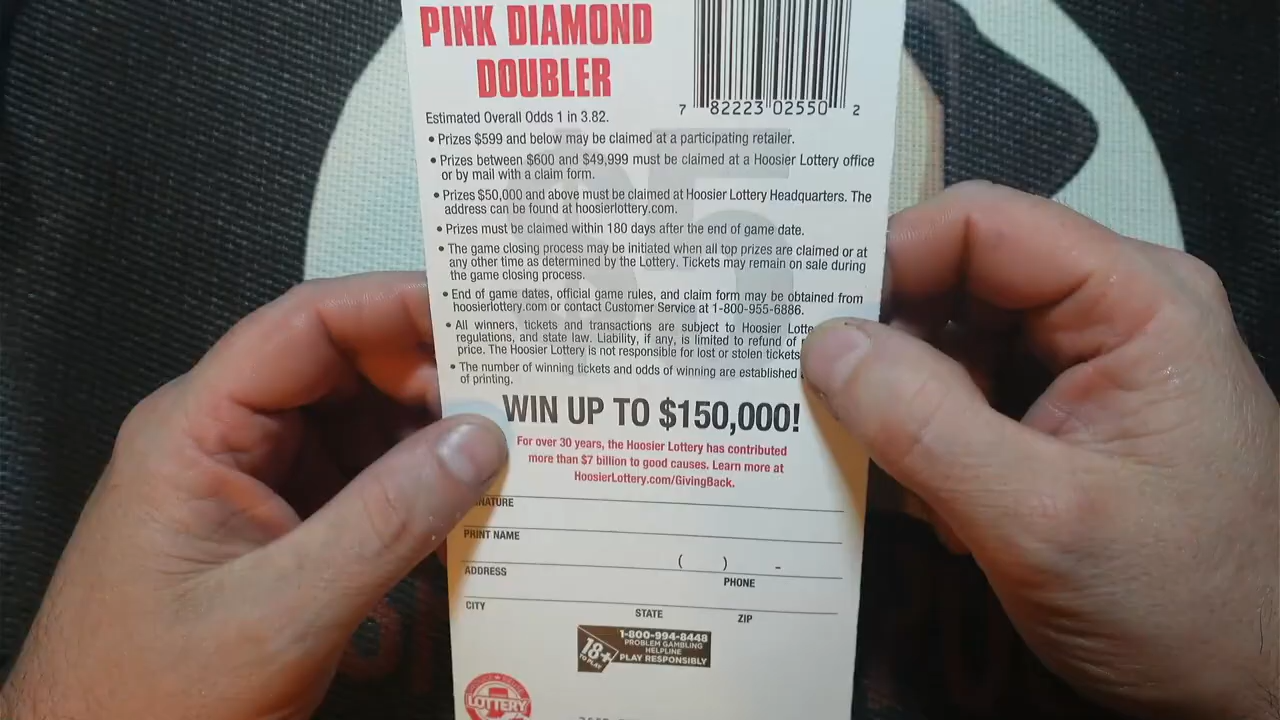 PINK DIAMOND
DOUBLER
7 82223 02550 2
Estimated Overall Odds 1 in 3.82.
• Prizes $599 and below may be claimed at a participating retailer.
• Prizes between $600 and $49,999 must be claimed at a Hoosier Lottery office
or by mail with a claim form.
• Prizes $50,000 and above must be claimed at Hoosier Lottery Headquarters. The
address can be found at hoosierlottery.com.
• Prizes must be claimed within 180 days after the end of game date.
• The game closing process may be initiated when all top prizes are claimed or at
any other time as determined by the Lottery. Tickets may remain on sale during
the game closing process.
• End of game dates, official game rules, and claim form may be obtained from
hoosierlottery.com or contact Customer Service at 1-800-955-6886.
• All winners, tickets and transactions are subject to Hoosier Lotte
regulations, and state law. Liability, if any, is limited to refund of
price. The Hoosier Lottery is not responsible for lost or stolen tickets
• The number of winning tickets and odds of winning are established
of printing.
$5
WIN UP TO $150,000!
For over 30 years, the Hoosier Lottery has contributed
more than $7 billion to good causes. Learn more at
HoosierLottery.com/GivingBack.
NATURE
PRINT NAME
( ) -
ADDRESS PHONE
CITY STATE ZIP
18+
TO PLAY
1-800-994-8448
PROBLEM GAMBLING
HELPLINE
PLAY RESPONSIBLY
LOTTERY